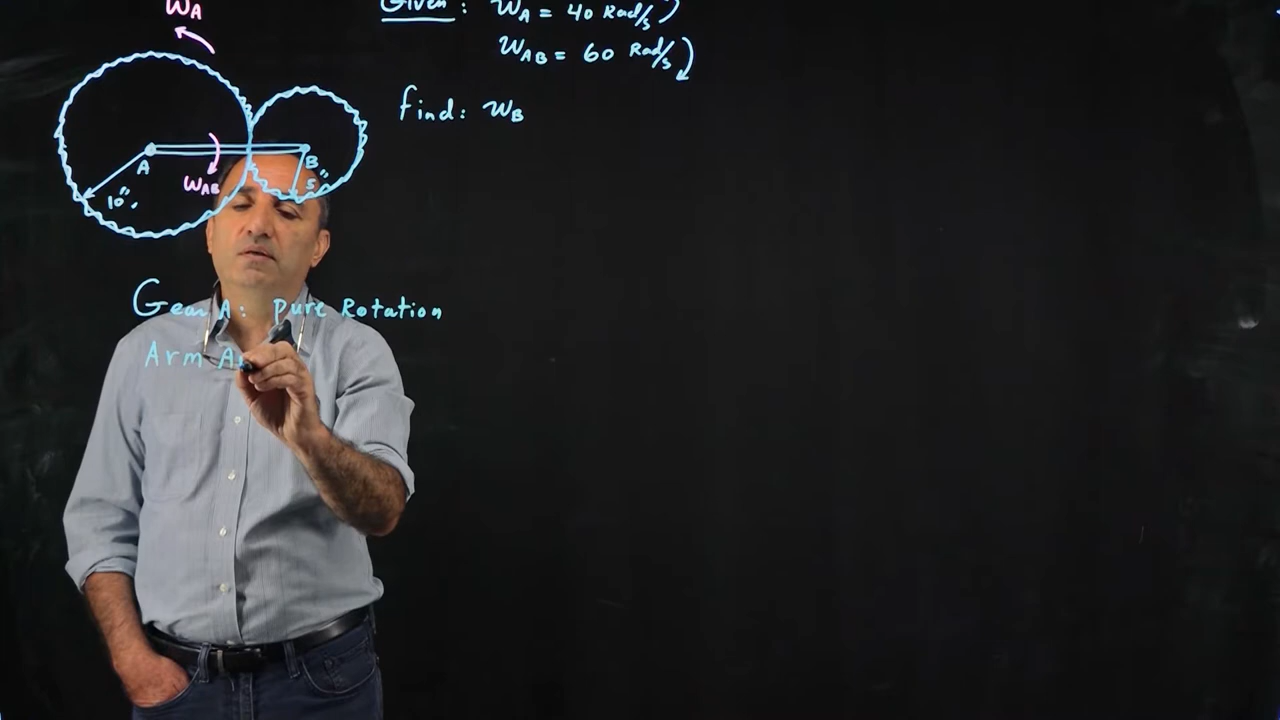 ωA
Given: ωA = 40 Rad/s
ωAB = 60 Rad/s
find: ωB
A
B
ωAB
10"
5"
Gear A: Pure Rotation
Arm A